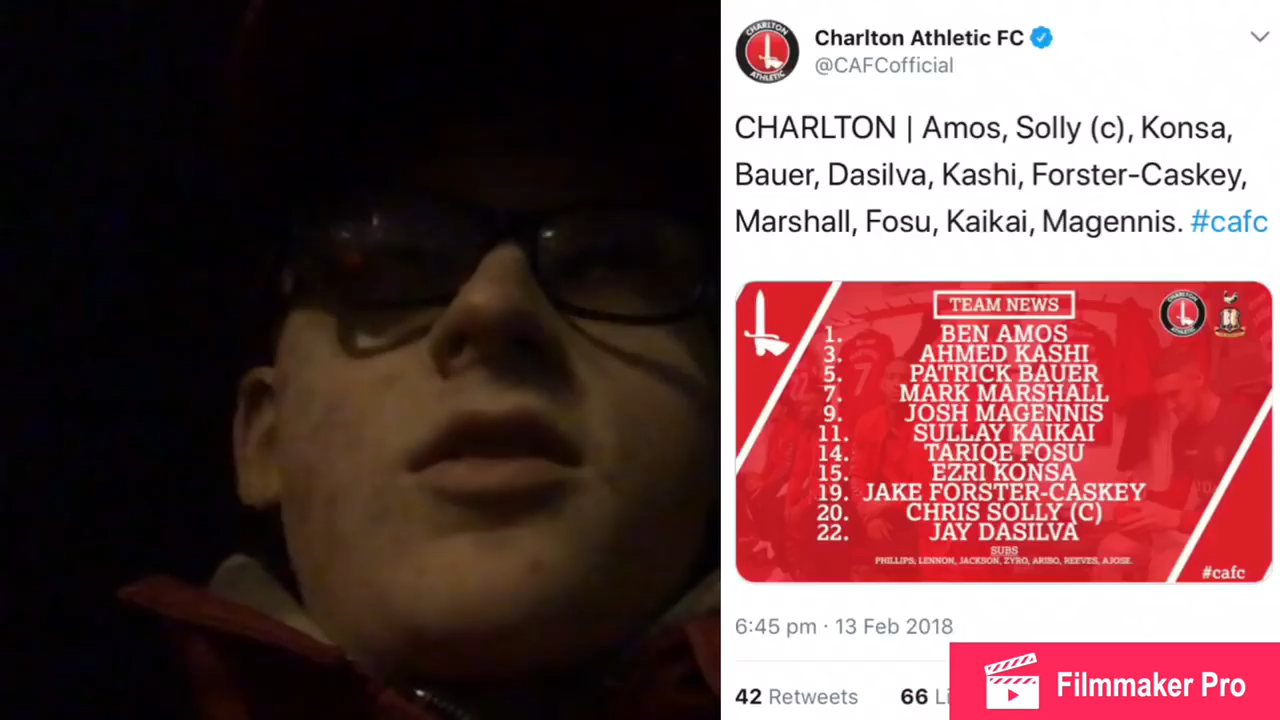 CHARLTON
ATHLETIC
Charlton Athletic FC
@CAFCofficial
CHARLTON | Amos, Solly (c), Konsa,
Bauer, Dasilva, Kashi, Forster-Caskey,
Marshall, Fosu, Kaikai, Magennis. #cafc
TEAM NEWS
1. BEN AMOS
3. AHMED KASHI
5. PATRICK BAUER
7. MARK MARSHALL
9. JOSH MAGENNIS
11. SULLAY KAIKAI
14. TARIQE FOSU
15. EZRI KONSA
19. JAKE FORSTER-CASKEY
20. CHRIS SOLLY (C)
22. JAY DASILVA
SUBS
PHILLIPS, LENNON, JACKSON, ZYRO, ARIBO, REEVES, AJOSE.
#cafc
6:45 pm · 13 Feb 2018
42 Retweets 66 Li
Filmmaker Pro